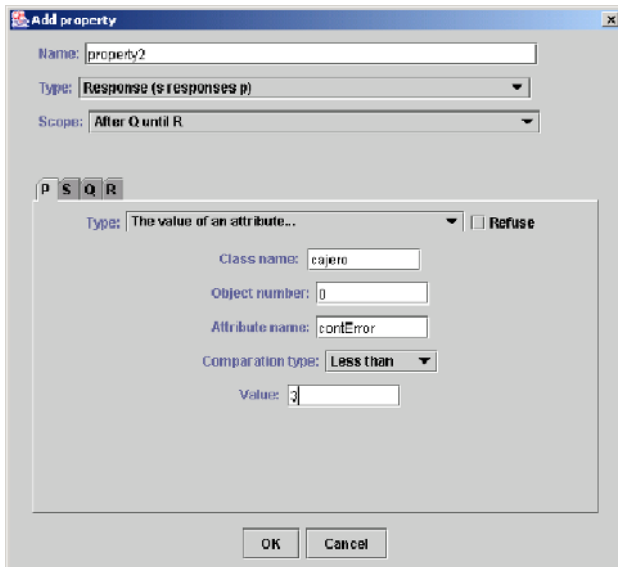 Add property
Name: property2
Type: Response (s responses p)
Scope: After Q until R
P S Q R
Type: The value of an attribute... Refuse
Class name: cajero
Object number: 0
Attribute name: contError
Comparation type: Less than
Value: 3
OK Cancel